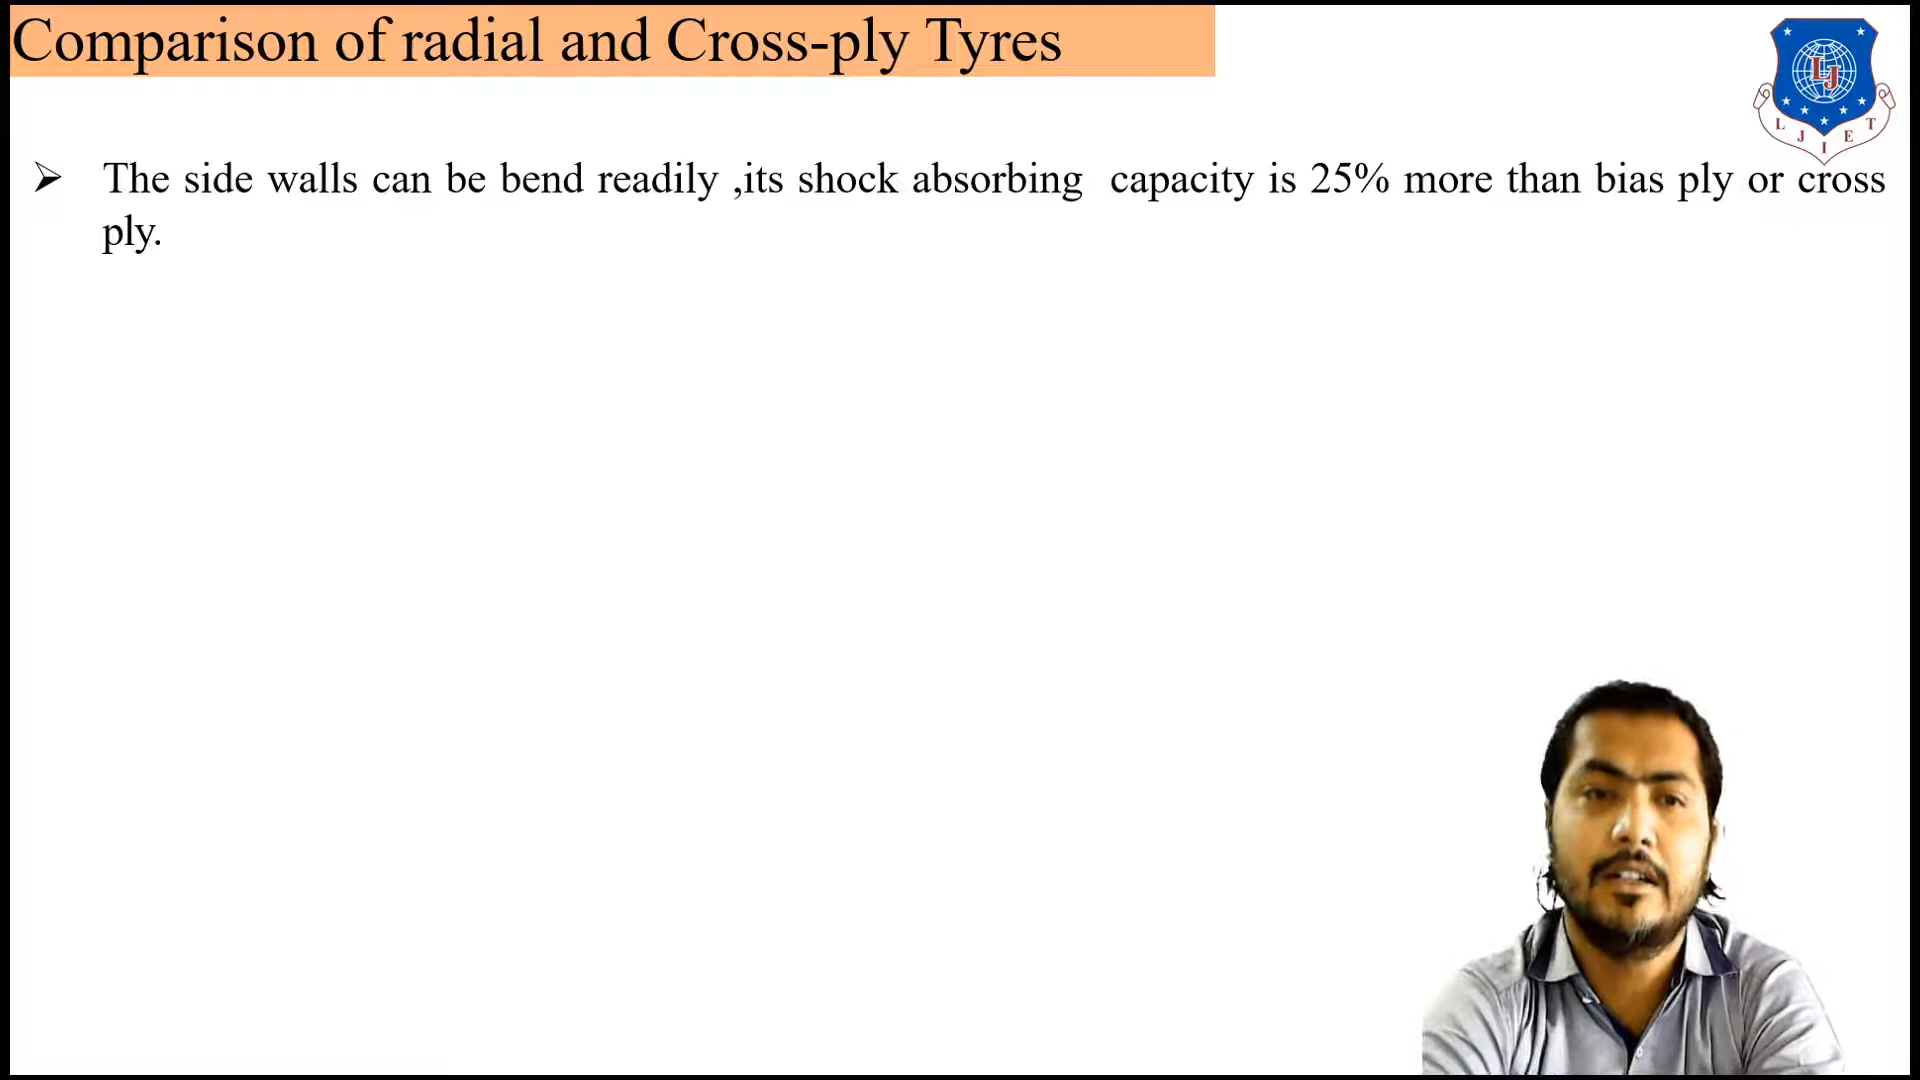 Comparison of radial and Cross-ply Tyres
LJ
L J I E T
The side walls can be bend readily ,its shock absorbing capacity is 25% more than bias ply or cross
ply.